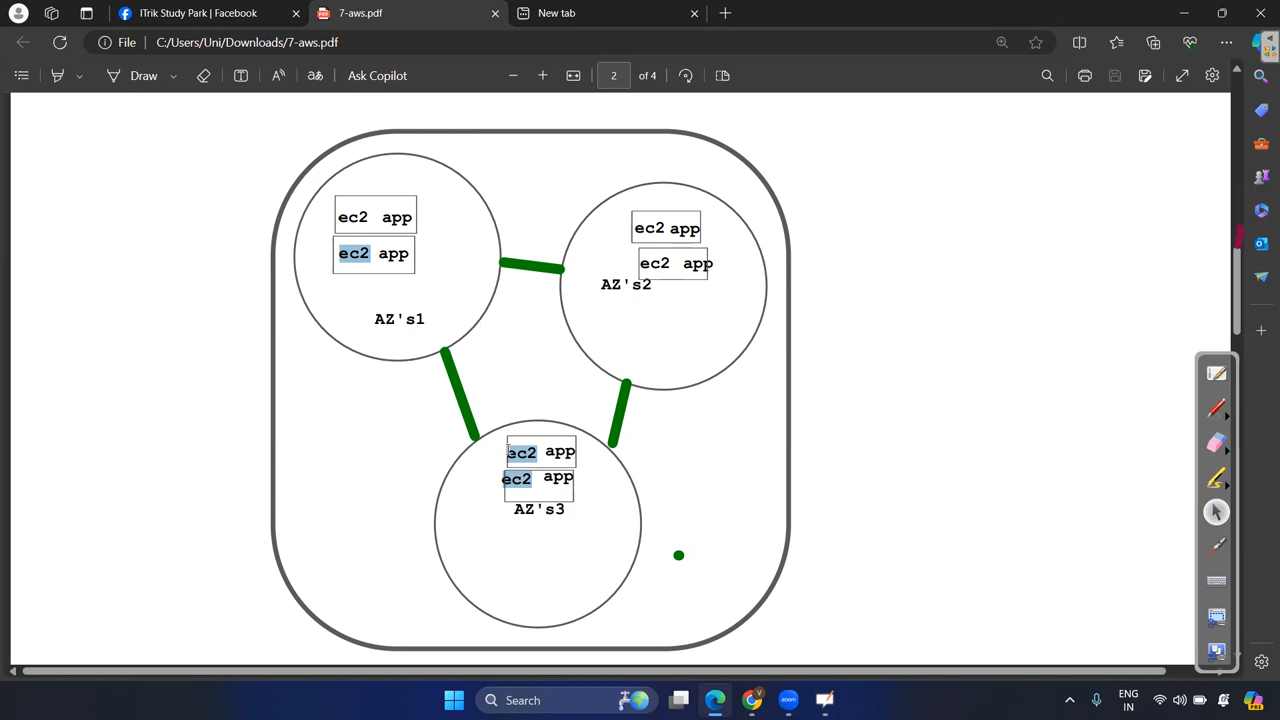 ITrik Study Park | Facebook
7-aws.pdf
New tab
File
C:/Users/Uni/Downloads/7-aws.pdf
Draw
aあ
Ask Copilot
2
of 4
ec2 app
ec2 app
AZ's1
ec2 app
ec2 app
AZ's2
ec2 app
ec2 app
AZ's3
Search
ENG
IN